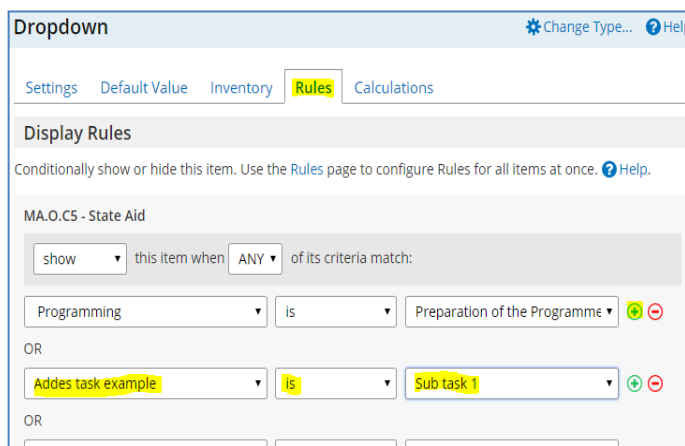 Dropdown Change Type... Help
Settings Default Value Inventory Rules Calculations
Display Rules
Conditionally show or hide this item. Use the Rules page to configure Rules for all items at once. Help.
MA.O.C5 - State Aid
show this item when ANY of its criteria match:
Programming is Preparation of the Programme
OR
Addes task example is Sub task 1
OR